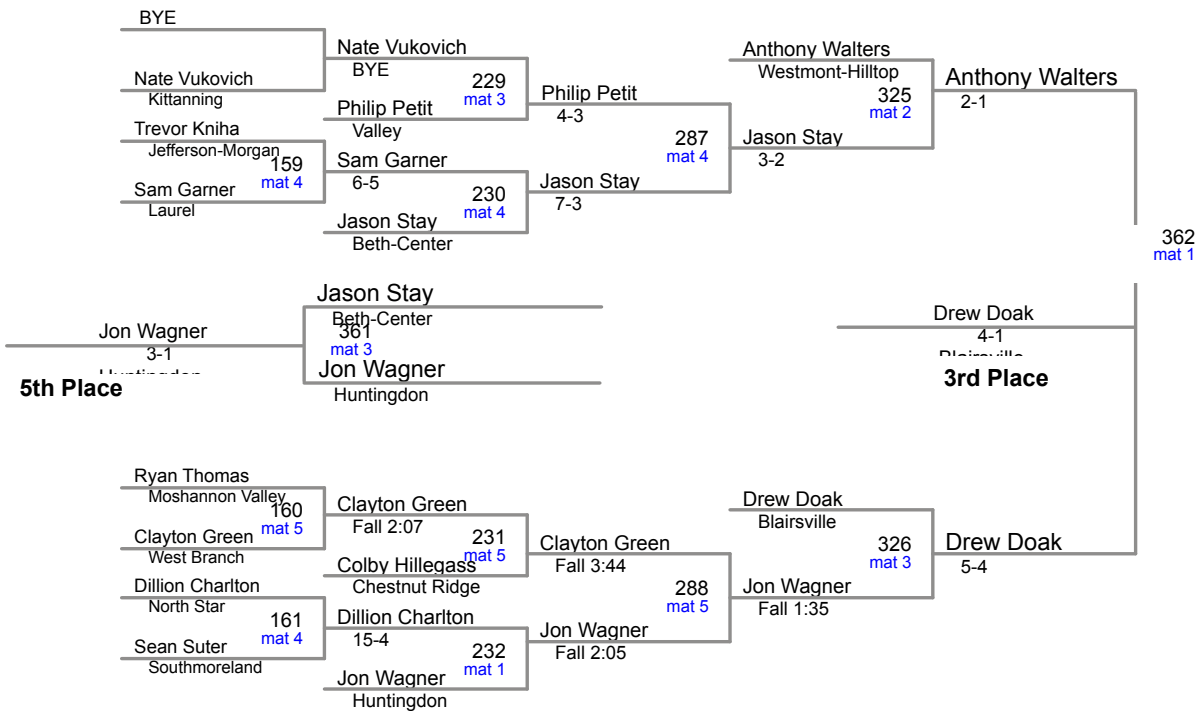 BYE
Nate Vukovich
Kittanning
Trevor Kniha
Jefferson-Morgan
159
mat 4
Sam Garner
Laurel
Nate Vukovich
BYE
229
mat 3
Philip Petit
Valley
Sam Garner
6-5
230
mat 4
Jason Stay
Beth-Center
Philip Petit
4-3
287
mat 4
Jason Stay
7-3
Anthony Walters
Westmont-Hilltop
325
mat 2
Jason Stay
3-2
Anthony Walters
2-1
362
mat 1
Jason Stay
Beth-Center
361
mat 3
Jon Wagner
Huntingdon
Jon Wagner
3-1
Huntingdon
5th Place
Drew Doak
4-1
Blairsville
3rd Place
Ryan Thomas
Moshannon Valley
160
mat 5
Clayton Green
West Branch
Dillion Charlton
North Star
161
mat 4
Sean Suter
Southmoreland
Clayton Green
Fall 2:07
231
mat 5
Colby Hillegass
Chestnut Ridge
Dillion Charlton
15-4
232
mat 1
Jon Wagner
Huntingdon
Clayton Green
Fall 3:44
288
mat 5
Jon Wagner
Fall 2:05
Drew Doak
Blairsville
326
mat 3
Jon Wagner
Fall 1:35
Drew Doak
5-4